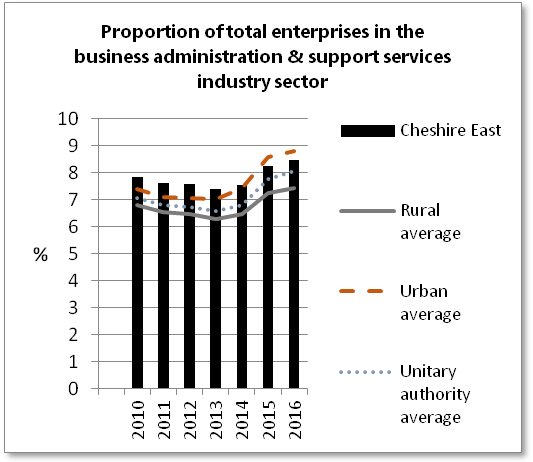 Proportion of total enterprises in the
business administration & support services
industry sector
10
9
8
7
6
5
4
3
2
1
0
%
2010
2011
2012
2013
2014
2015
2016
Cheshire East
Rural
average
Urban
average
Unitary
authority
average